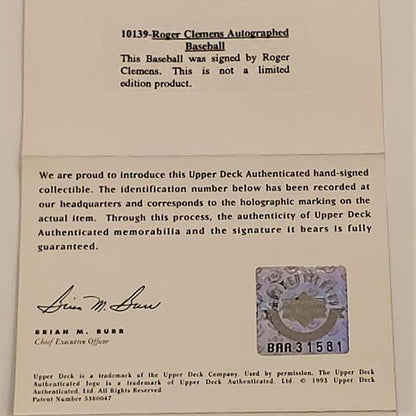 10139-Roger Clemens Autographed
Baseball
This Baseball was signed by Roger
Clemens. This is not a limited
edition product.
We are proud to introduce this Upper Deck Authenticated hand-signed
collectible. The identification number below has been recorded at
our headquarters and corresponds to the holographic marking on the
actual item. Through this process, the authenticity of Upper Deck
Authenticated memorabilia and the signature it bears is fully
guaranteed.
Brian M. Burr
BRIAN M. BURR
Chief Executive Officer
BAA31581
Upper Deck is a trademark of the Upper Deck Company. Used by permission. The Upper Deck
Authenticated logo is a trademark of Upper Deck Authenticated, Ltd. © 1993 Upper Deck
Authenticated, Ltd. All Rights Reserved.
Patent Number 5380047